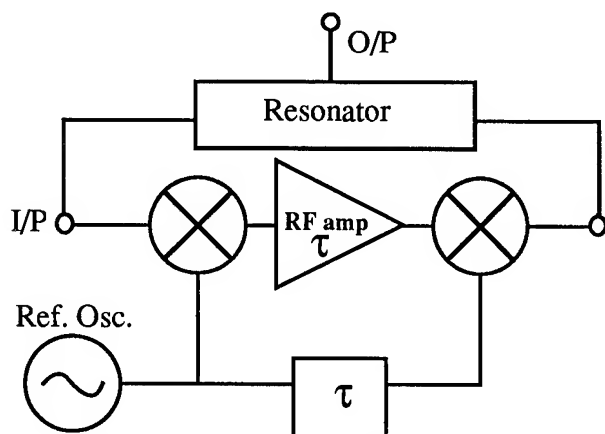 O/P
Resonator
I/P
RF amp
τ
Ref. Osc.
τ